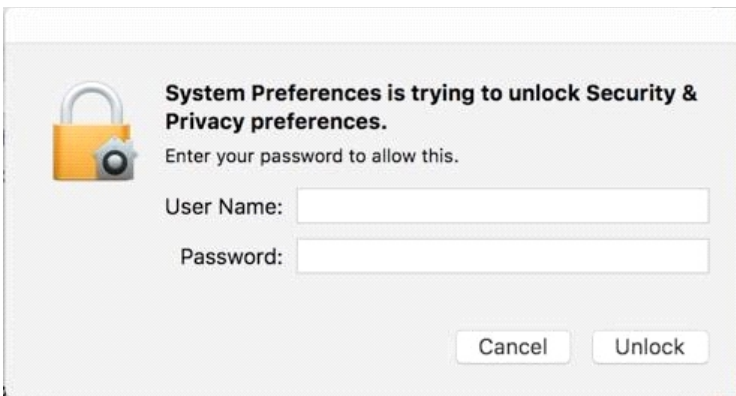 System Preferences is trying to unlock Security &
Privacy preferences.
Enter your password to allow this.
User Name:
Password:
Cancel
Unlock